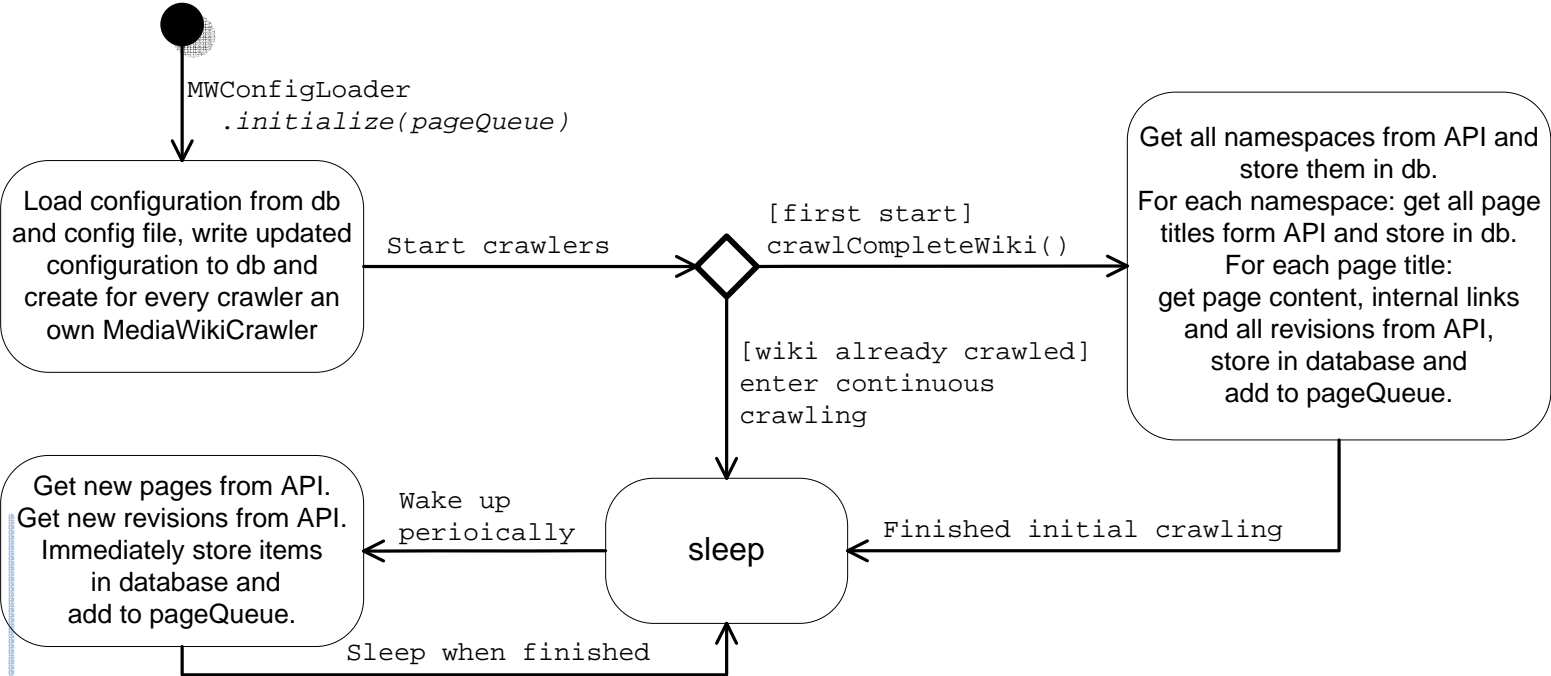 MWConfigLoader
.initialize(pageQueue)
Load configuration from db
and config file, write updated
configuration to db and
create for every crawler an
own MediaWikiCrawler
Start crawlers
[first start]
crawlCompleteWiki()
Get all namespaces from API and
store them in db.
For each namespace: get all page
titles form API and store in db.
For each page title:
get page content, internal links
and all revisions from API,
store in database and
add to pageQueue.
[wiki already crawled]
enter continuous
crawling
Get new pages from API.
Get new revisions from API.
Immediately store items
in database and
add to pageQueue.
Wake up
perioically
sleep
Finished initial crawling
Sleep when finished